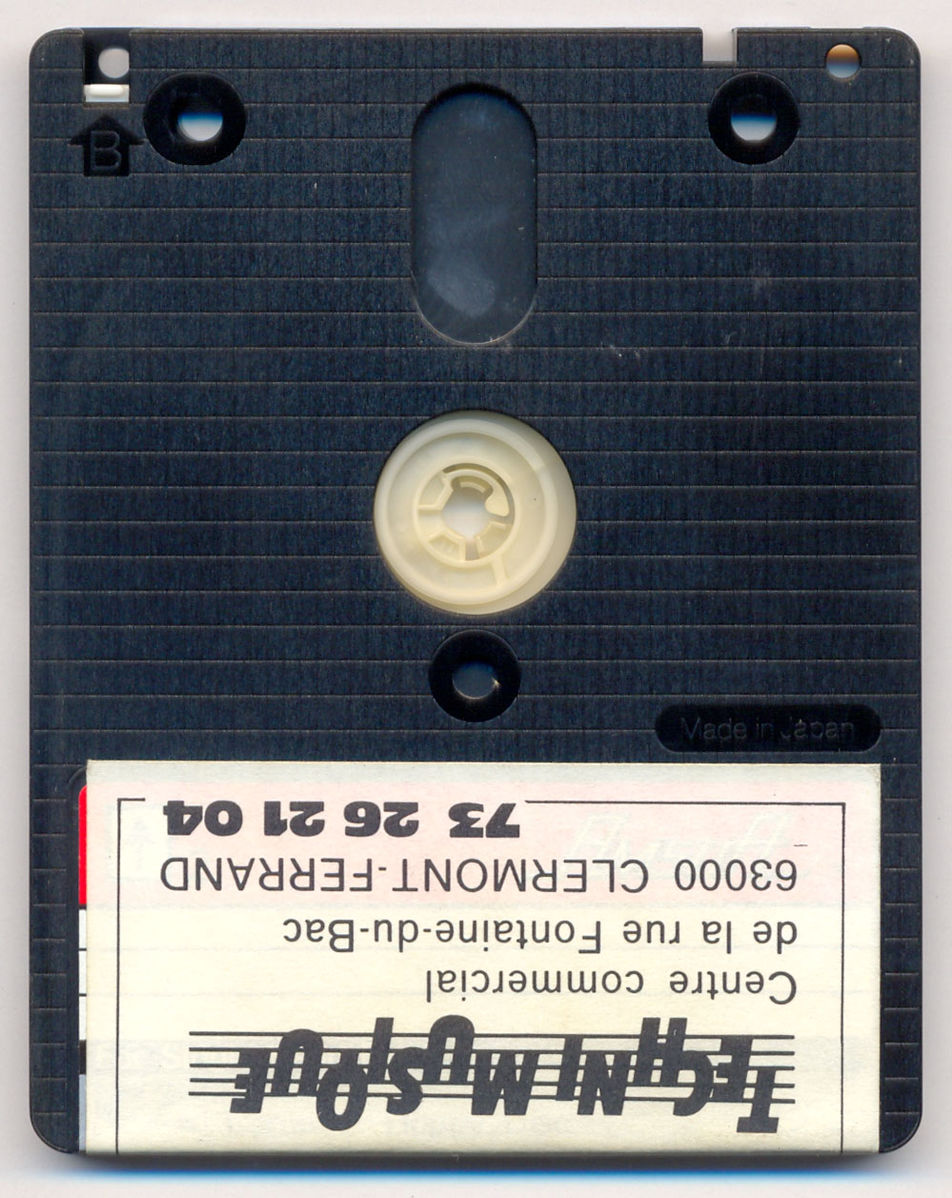 B
Made in Japan
TECHNI MUSIQUE
Centre commercial
de la rue Fontaine-du-Bac
63000 CLERMONT-FERRAND
73 26 21 04